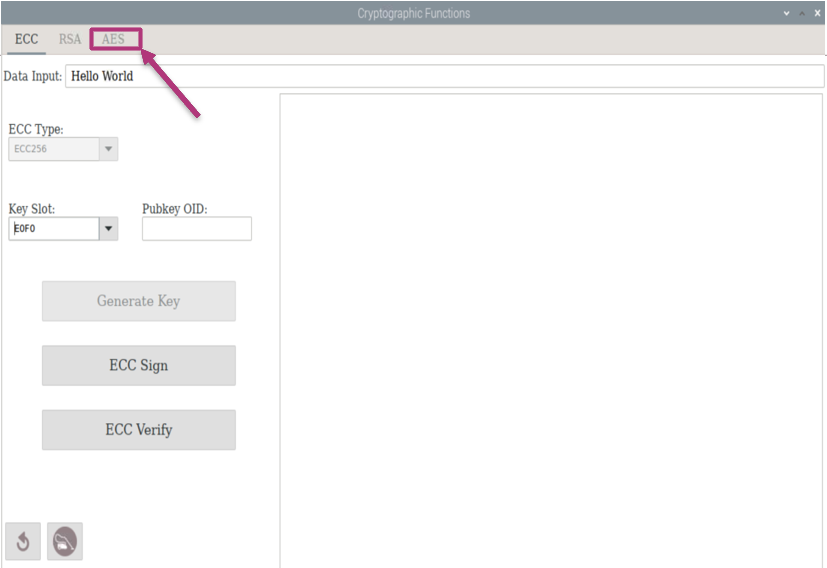 Cryptographic Functions
ECC RSA AES
Data Input: Hello World
ECC Type:
ECC256
Key Slot: Pubkey OID:
E0F0
Generate Key
ECC Sign
ECC Verify